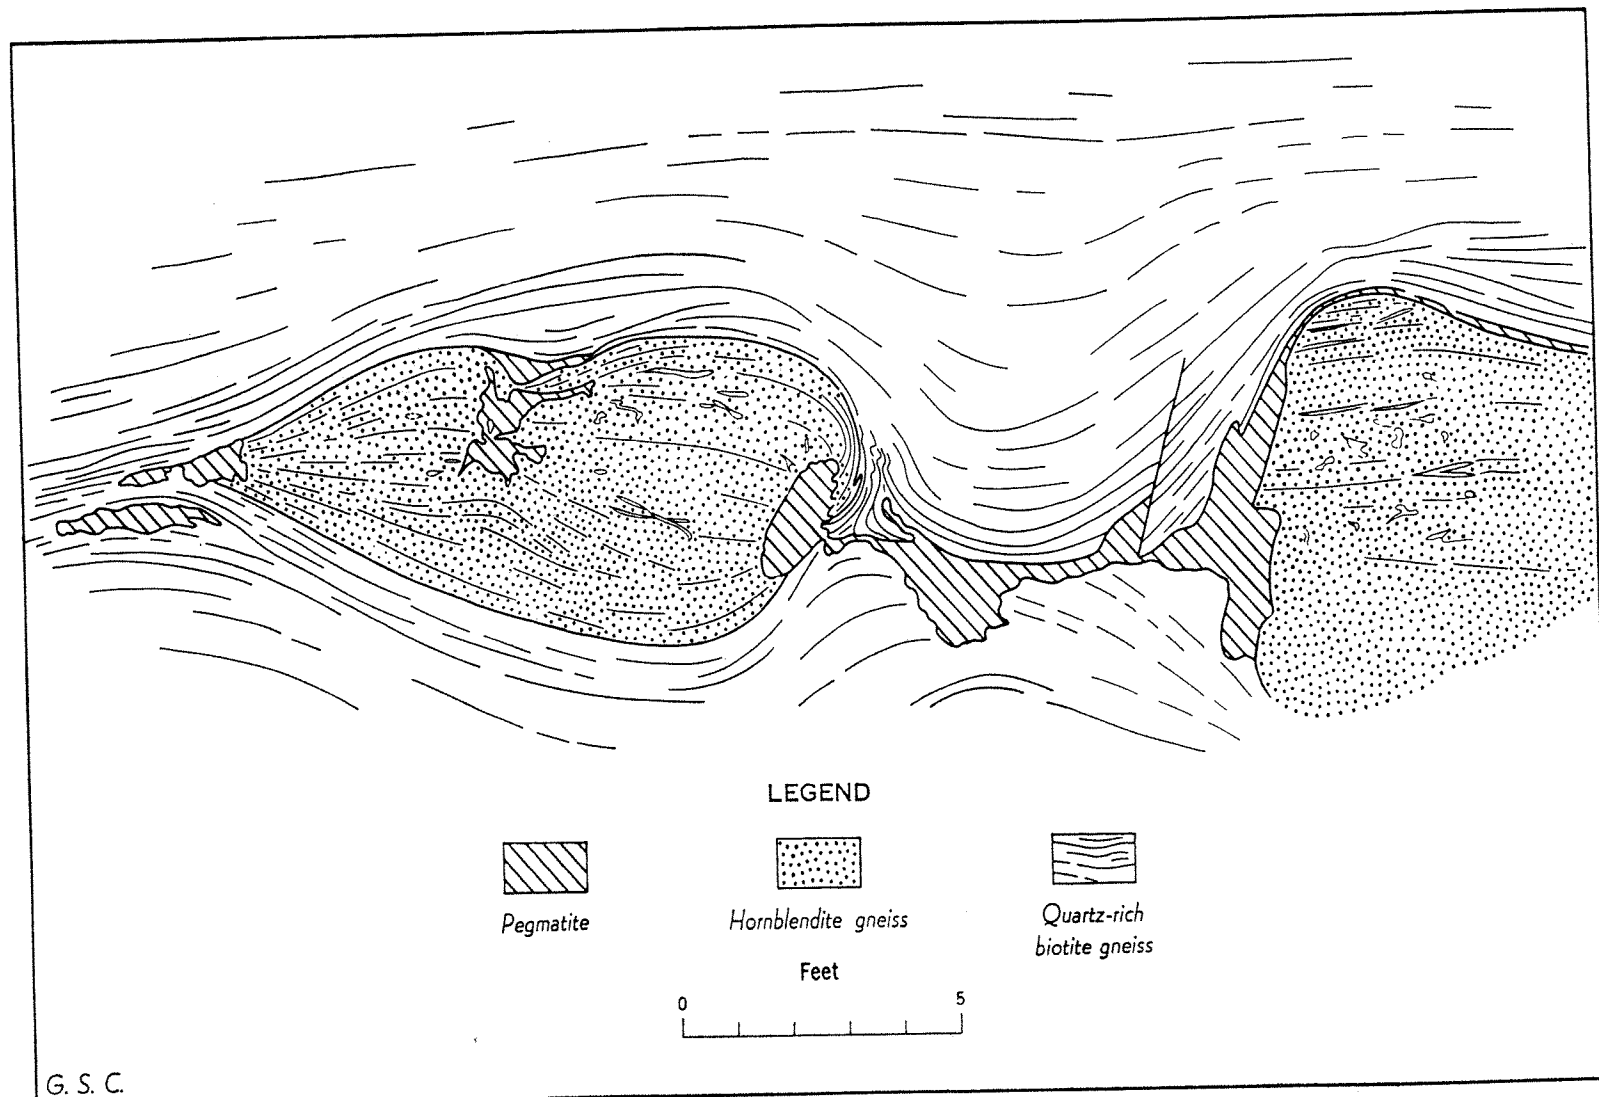 LEGEND
Pegmatite
Hornblendite gneiss
Quartz-rich
biotite gneiss
Feet
0 5
G. S. C.